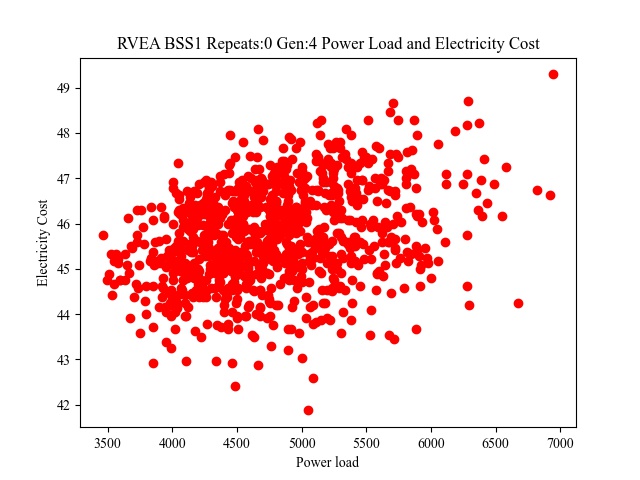 RVEA BSS1 Repeats:0 Gen:4 Power Load and Electricity Cost
49
48
47
46
45
44
43
42
Electricity Cost
3500 4000 4500 5000 5500 6000 6500 7000
Power load